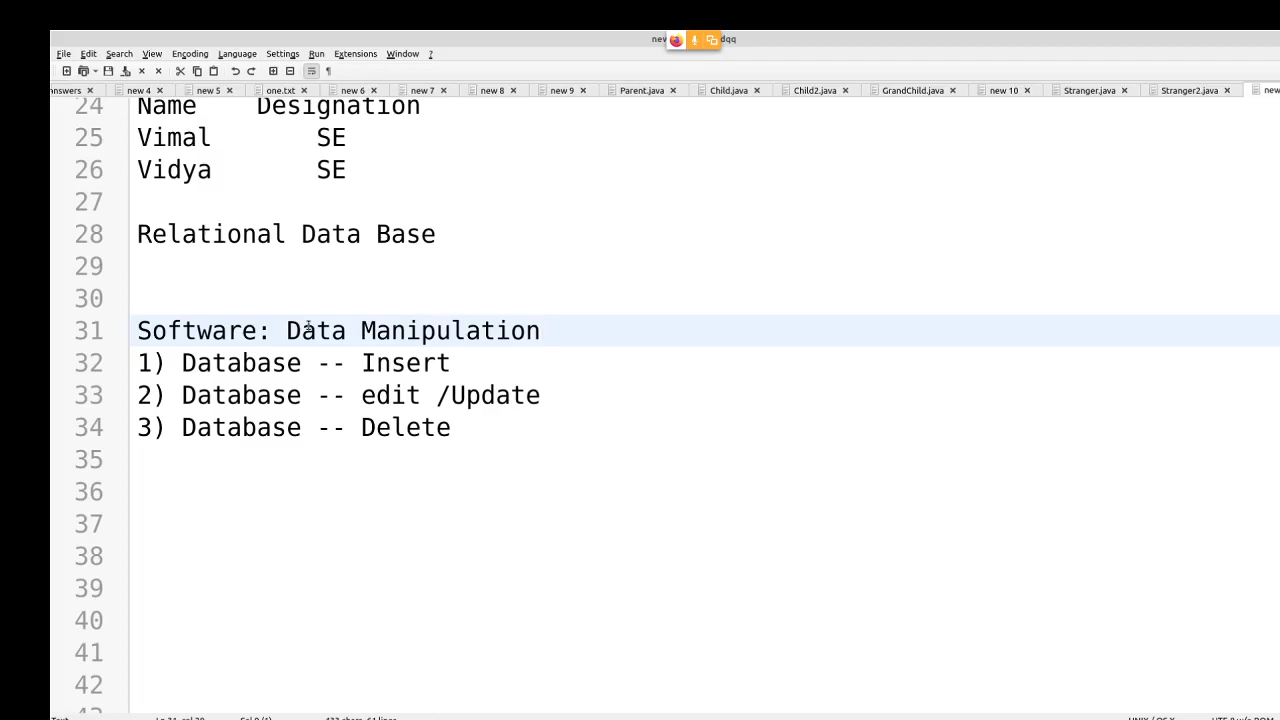 new dqq
File Edit Search View Encoding Language Settings Run Extensions Window ?
nswers new 4 new 5 one.txt new 6 new 7 new 8 new 9 Parent.java Child.java Child2.java GrandChild.java new 10 Stranger.java Stranger2.java new
24 Name Designation
25 Vimal SE
26 Vidya SE
27
28 Relational Data Base
29
30
31 Software: Data Manipulation
32 1) Database -- Insert
33 2) Database -- edit /Update
34 3) Database -- Delete
35
36
37
38
39
40
41
42